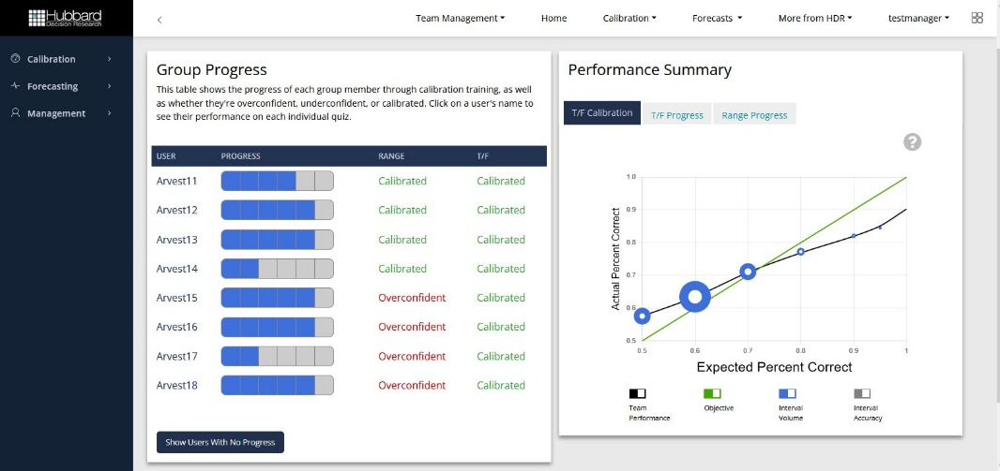 Hubbard
Decision Research
Team Management
Home
Calibration
Forecasts
More from HDR
testmanager
Calibration
Forecasting
Management
Group Progress
This table shows the progress of each group member through calibration training, as well
as whether they're overconfident, underconfident, or calibrated. Click on a user's name to
see their performance on each individual quiz.
USER PROGRESS RANGE T/F
Arvest11 Calibrated Calibrated
Arvest12 Calibrated Calibrated
Arvest13 Calibrated Calibrated
Arvest14 Calibrated Calibrated
Arvest15 Overconfident Calibrated
Arvest16 Overconfident Calibrated
Arvest17 Overconfident Calibrated
Arvest18 Overconfident Calibrated
Show Users With No Progress
Performance Summary
T/F Calibration T/F Progress Range Progress
?
Actual Percent Correct
1.0
0.9
0.8
0.7
0.6
0.5
0.5 0.6 0.7 0.8 0.9 1
Expected Percent Correct
Team
Performance
Objective
Interval
Volume
Interval
Accuracy